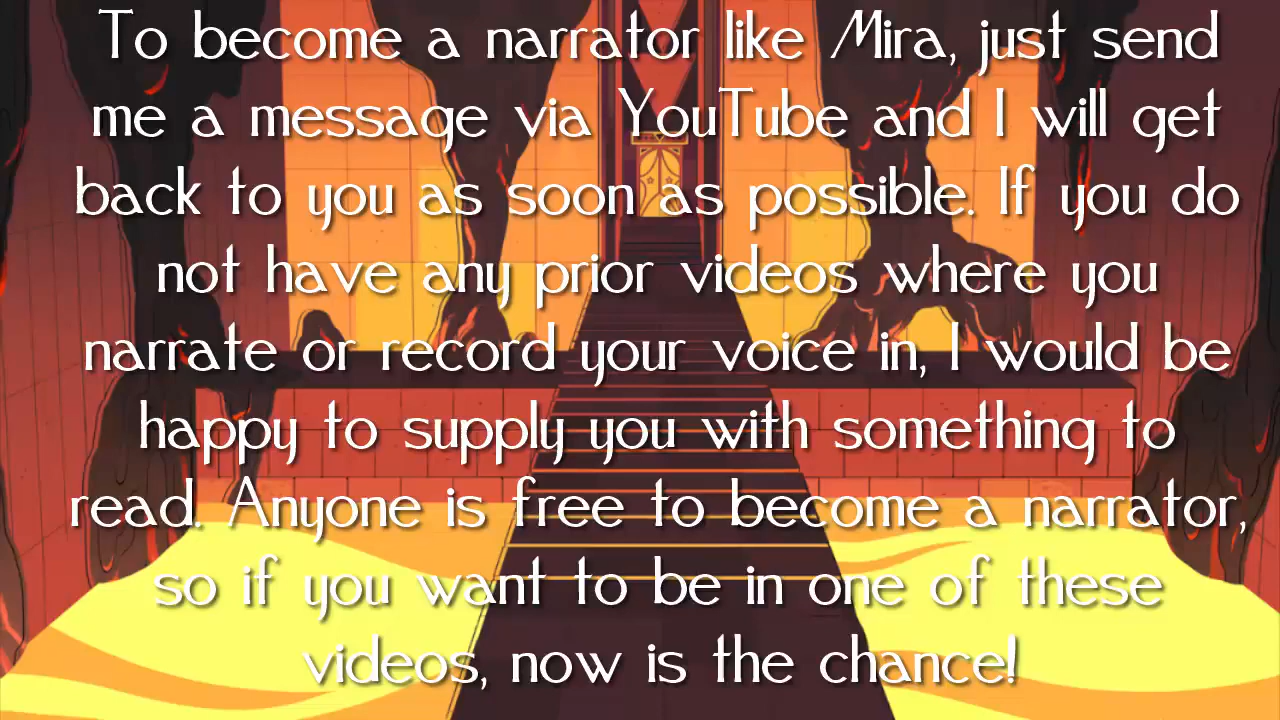 To become a narrator like Mira, just send
me a message via YouTube and I will get
back to you as soon as possible. If you do
not have any prior videos where you
narrate or record your voice in, I would be
happy to supply you with something to
read. Anyone is free to become a narrator,
so if you want to be in one of these
videos, now is the chance!